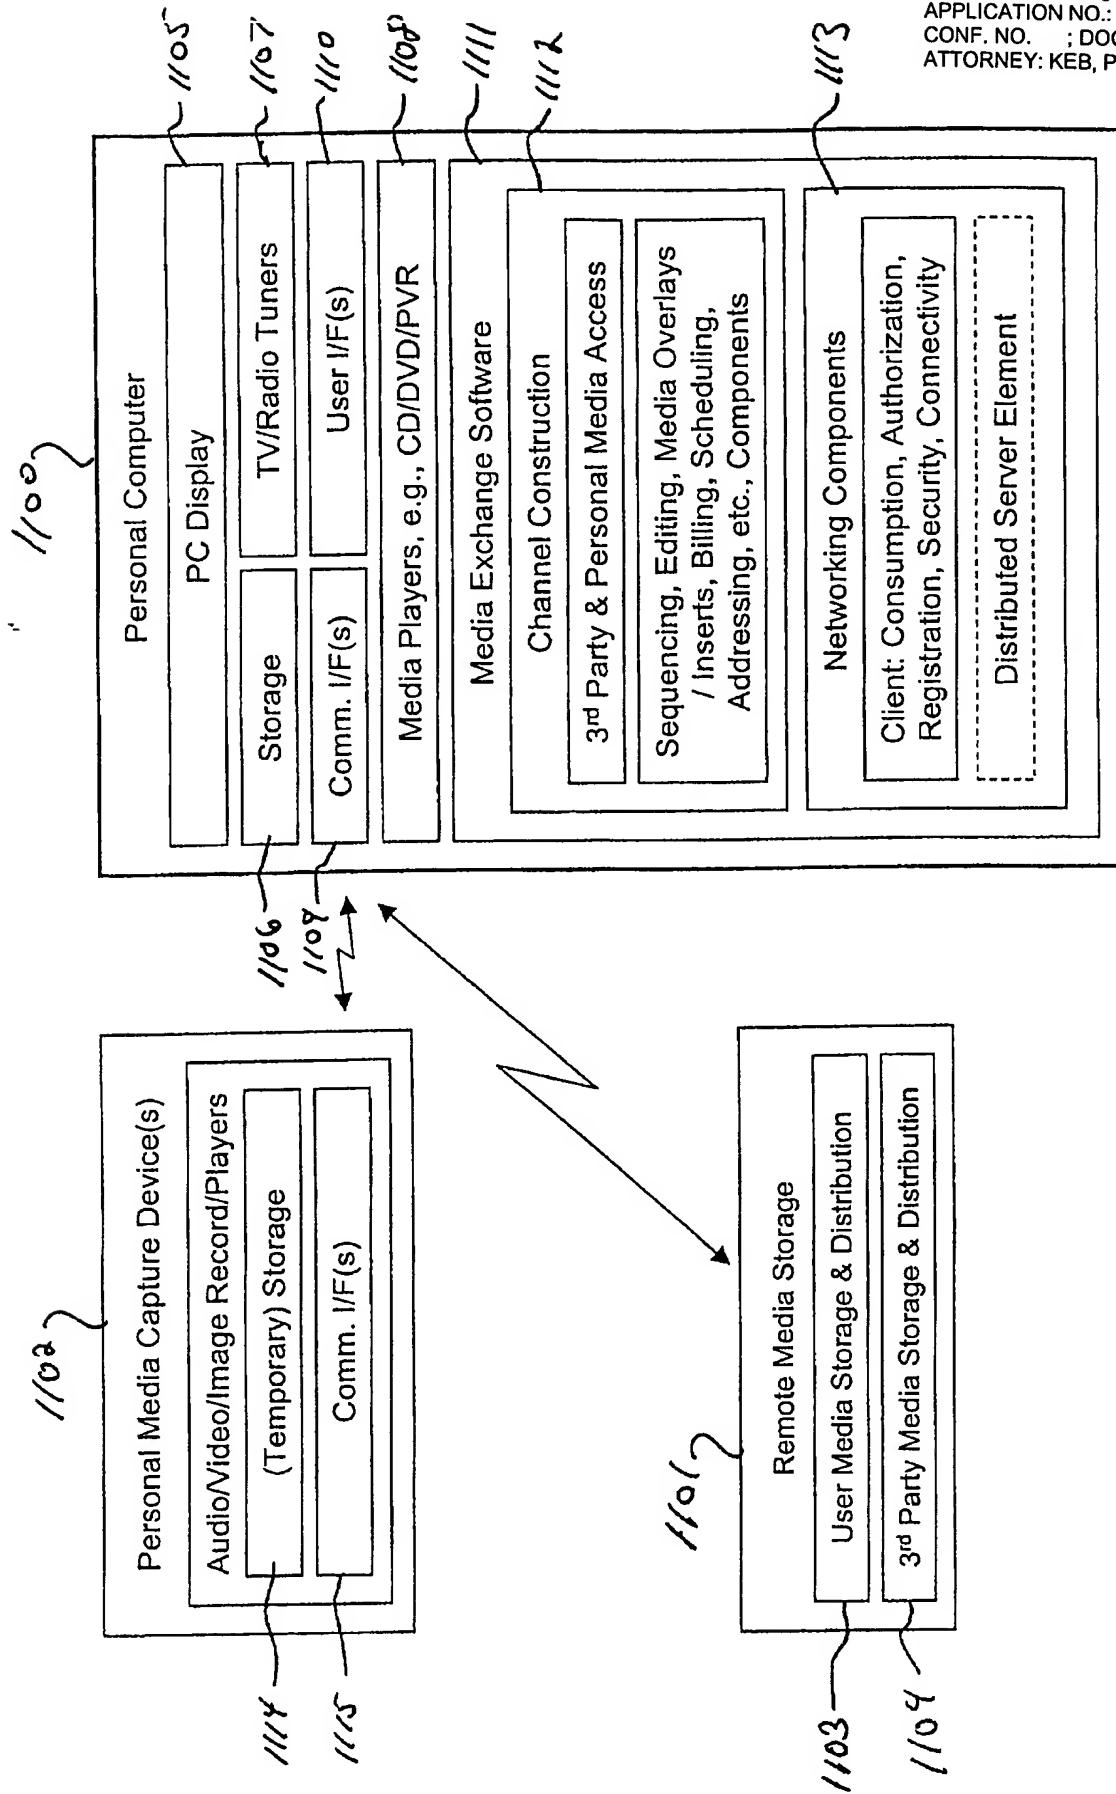 APPLICATION NO.:
CONF. NO. ; DOC
ATTORNEY: KEB, P
1100
Personal Computer
PC Display
1105
Storage
1106
TV/Radio Tuners
1107
Comm. I/F(s)
1109
User I/F(s)
1110
Media Players, e.g., CD/DVD/PVR
1108
Media Exchange Software
1111
Channel Construction
1112
3rd Party & Personal Media Access
Sequencing, Editing, Media Overlays
/ Inserts, Billing, Scheduling,
Addressing, etc., Components
Networking Components
1113
Client: Consumption, Authorization,
Registration, Security, Connectivity
Distributed Server Element
1102
Personal Media Capture Device(s)
Audio/Video/Image Record/Players
(Temporary) Storage
1114
Comm. I/F(s)
1115
1101
Remote Media Storage
User Media Storage & Distribution
1103
3rd Party Media Storage & Distribution
1104